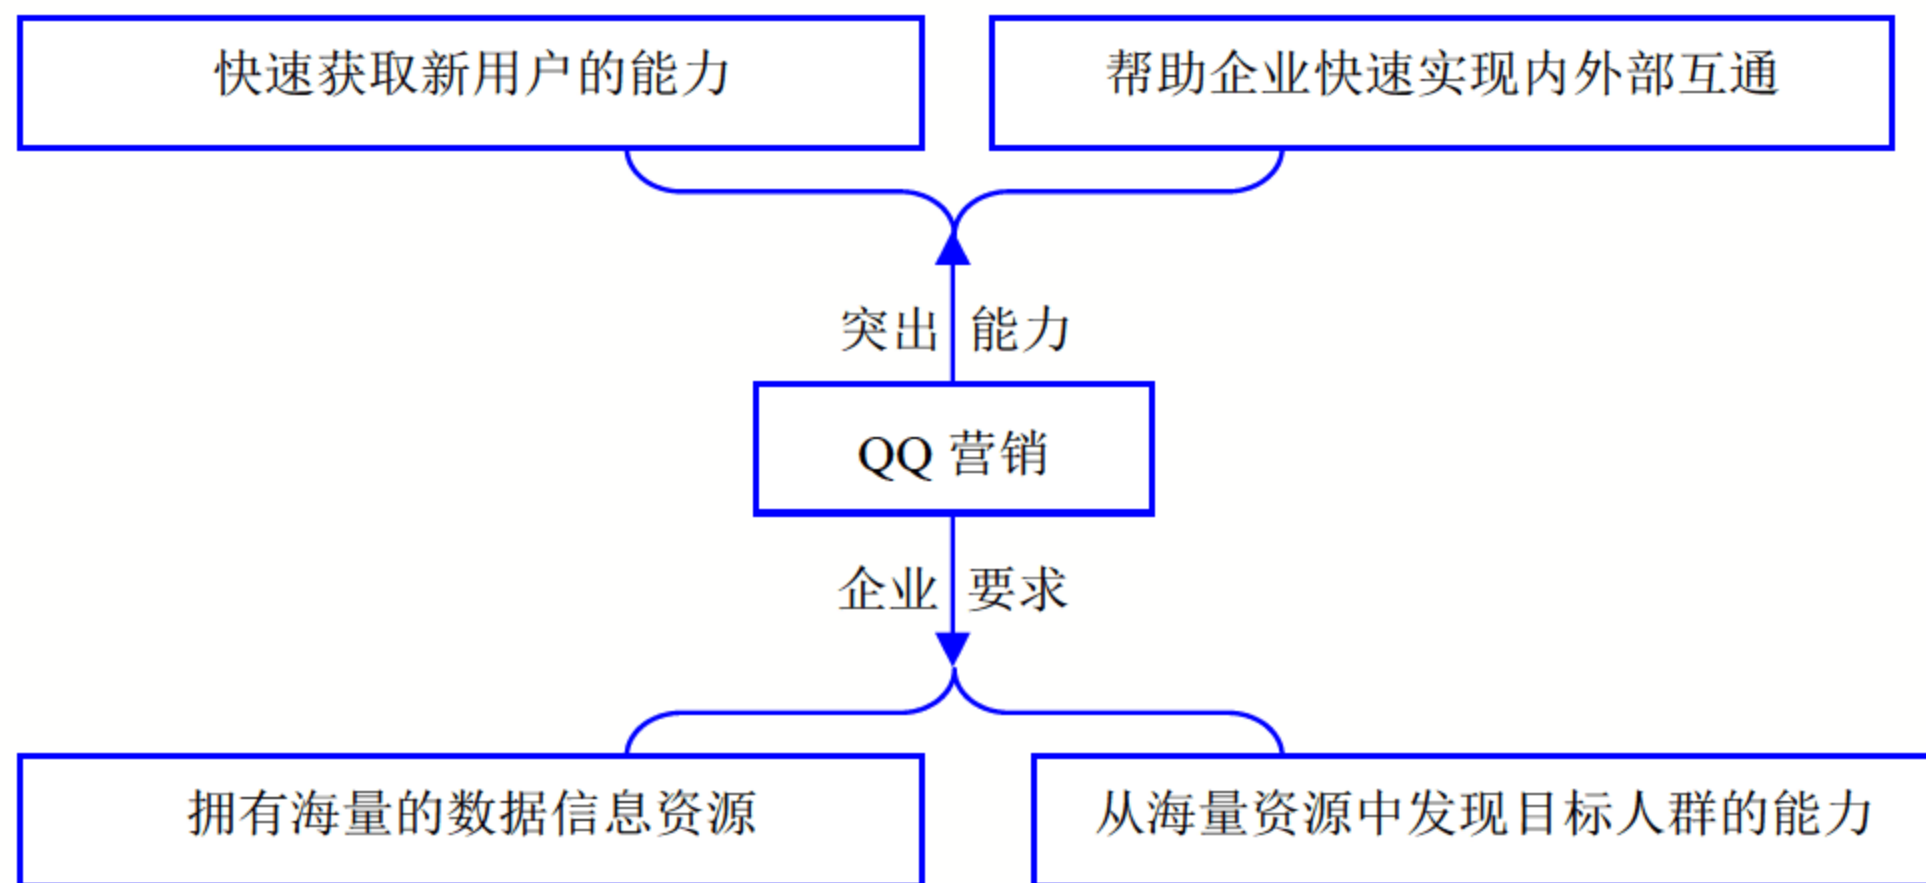 快速获取新用户的能力
帮助企业快速实现内外部互通
突出 能力
QQ 营销
企业 要求
拥有海量的数据信息资源
从海量资源中发现目标人群的能力